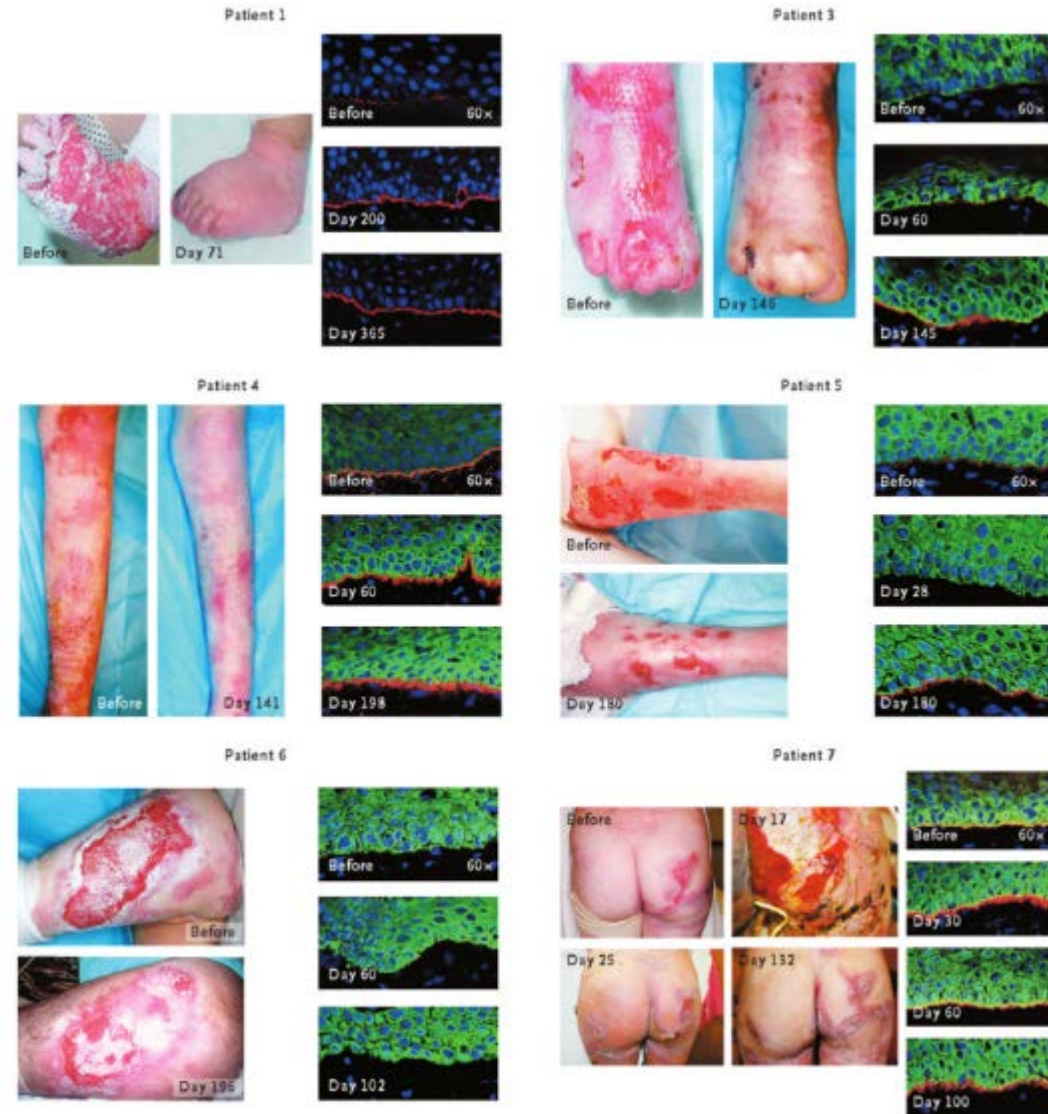 Patient 1
Before
Day 71
Before 60×
Day 200
Day 365
Patient 3
Before
Day 146
Before 60×
Day 60
Day 145
Patient 4
Before
Day 141
Before 60×
Day 60
Day 198
Patient 5
Before
Day 180
Before 60×
Day 28
Day 180
Patient 6
Before
Day 196
Before 60×
Day 60
Day 102
Patient 7
Before
Day 17
Day 25
Day 132
Before 60×
Day 30
Day 60
Day 100